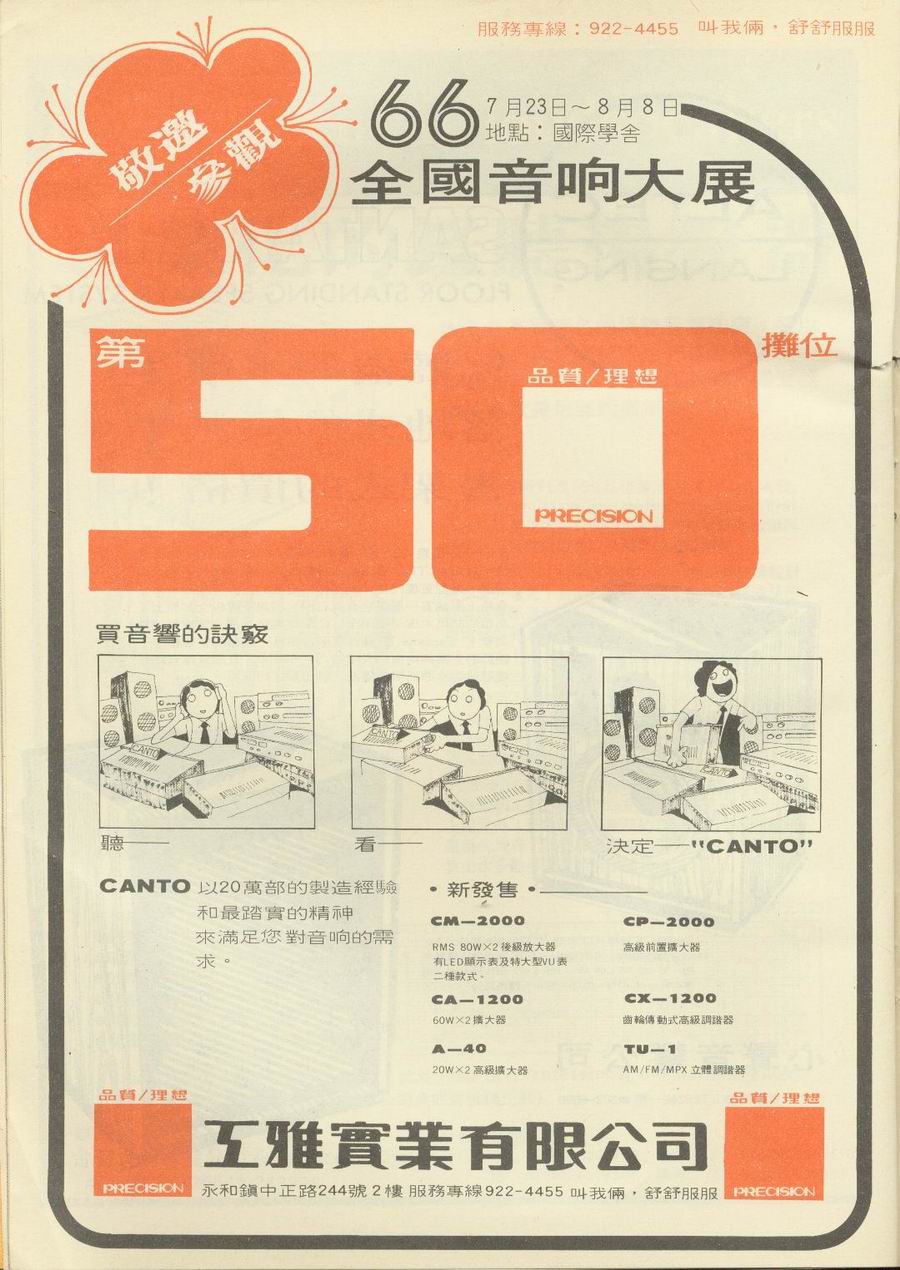 服務專線：922-4455 叫我倆，舒舒服服
敬邀
參觀
66
7月23日～8月8日
地點：國際學舍
全國音响大展
第
50
攤位
品質/理想
PRECISION
買音響的訣竅
CANTO
CANTO
CANTO
聽——
看——
決定—"CANTO"
CANTO 以20萬部的製造經驗
和最踏實的精神
來滿足您對音响的需
求。
・新發售・
CM—2000
RMS 80W×2後級放大器
有LED顯示表及特大型VU表
二種款式。
CP—2000
高級前置擴大器
CA—1200
60W×2擴大器
CX—1200
齒輪傳動式高級調諧器
A—40
20W×2高級擴大器
TU—1
AM/FM/MPX 立體調諧器
品質/理想
PRECISION
工雅實業有限公司
永和鎮中正路244號2樓 服務專線922-4455 叫我倆，舒舒服服
品質/理想
PRECISION